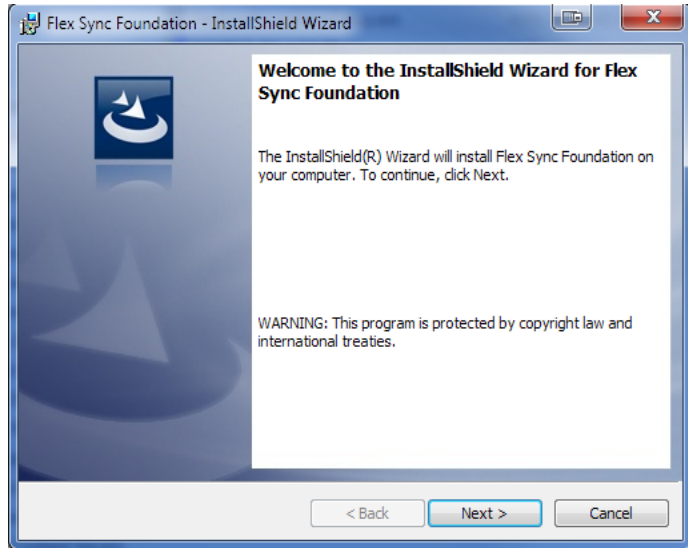 Flex Sync Foundation - InstallShield Wizard
Welcome to the InstallShield Wizard for Flex
Sync Foundation
The InstallShield(R) Wizard will install Flex Sync Foundation on
your computer. To continue, click Next.
WARNING: This program is protected by copyright law and
international treaties.
< Back Next > Cancel